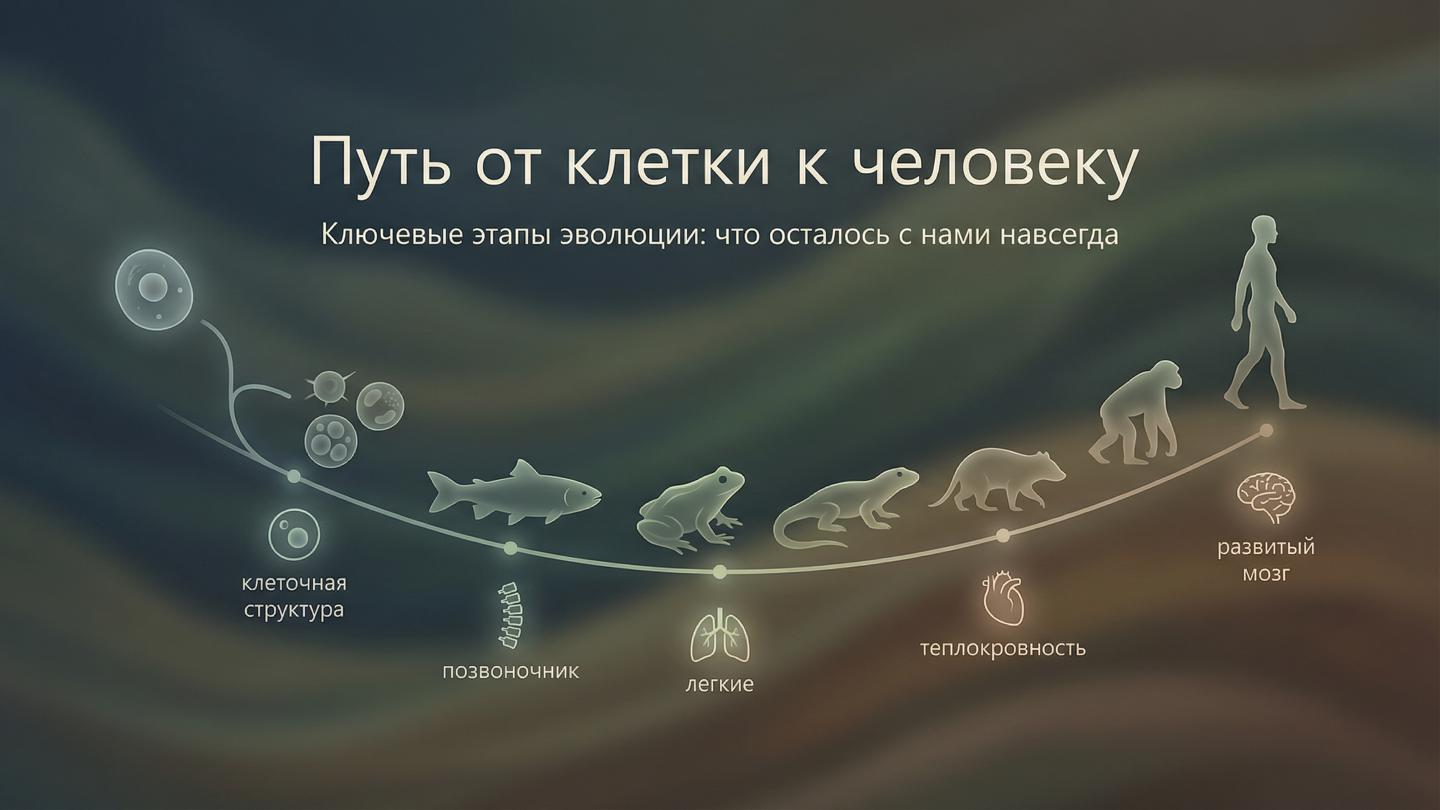 Путь от клетки к человеку
Ключевые этапы эволюции: что осталось с нами навсегда
клеточная
структура
позвоночник
легкие
теплокровность
развитый
мозг